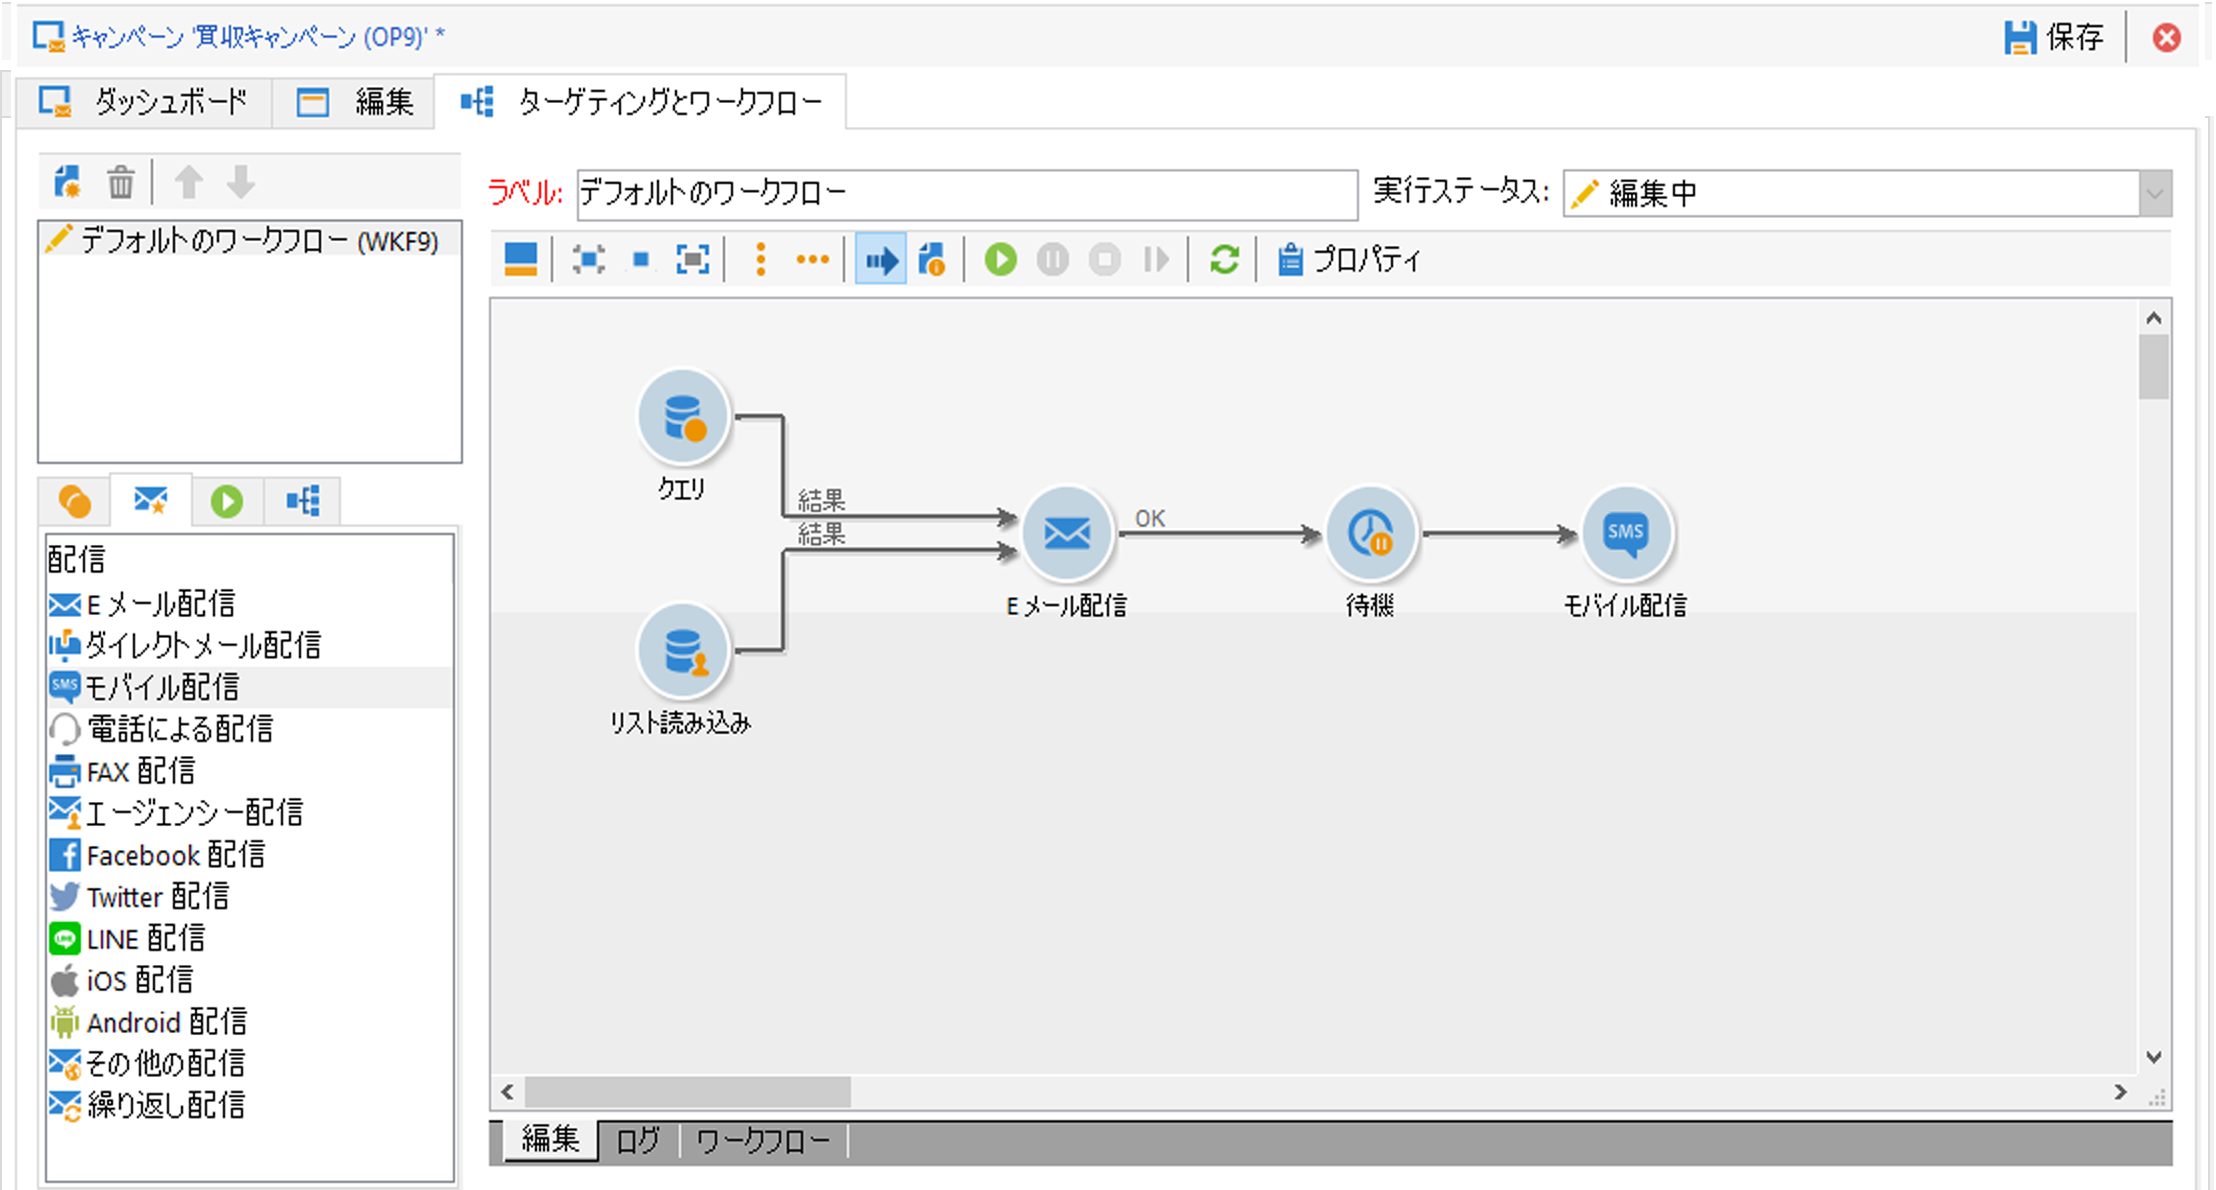 キャンペーン '買収キャンペーン (OP9)' *
保存
ダッシュボード
編集
ターゲティングとワークフロー
ラベル:
デフォルトのワークフロー
実行ステータス:
編集中
デフォルトのワークフロー (WKF9)
プロパティ
クエリ
結果
結果
OK
Eメール配信
待機
SMS
モバイル配信
リスト読み込み
配信
E メール配信
ダイレクトメール配信
SMS
モバイル配信
電話による配信
FAX 配信
エージェンシー配信
Facebook 配信
Twitter 配信
LINE 配信
iOS 配信
Android 配信
その他の配信
繰り返し配信
編集
ログ
ワークフロー